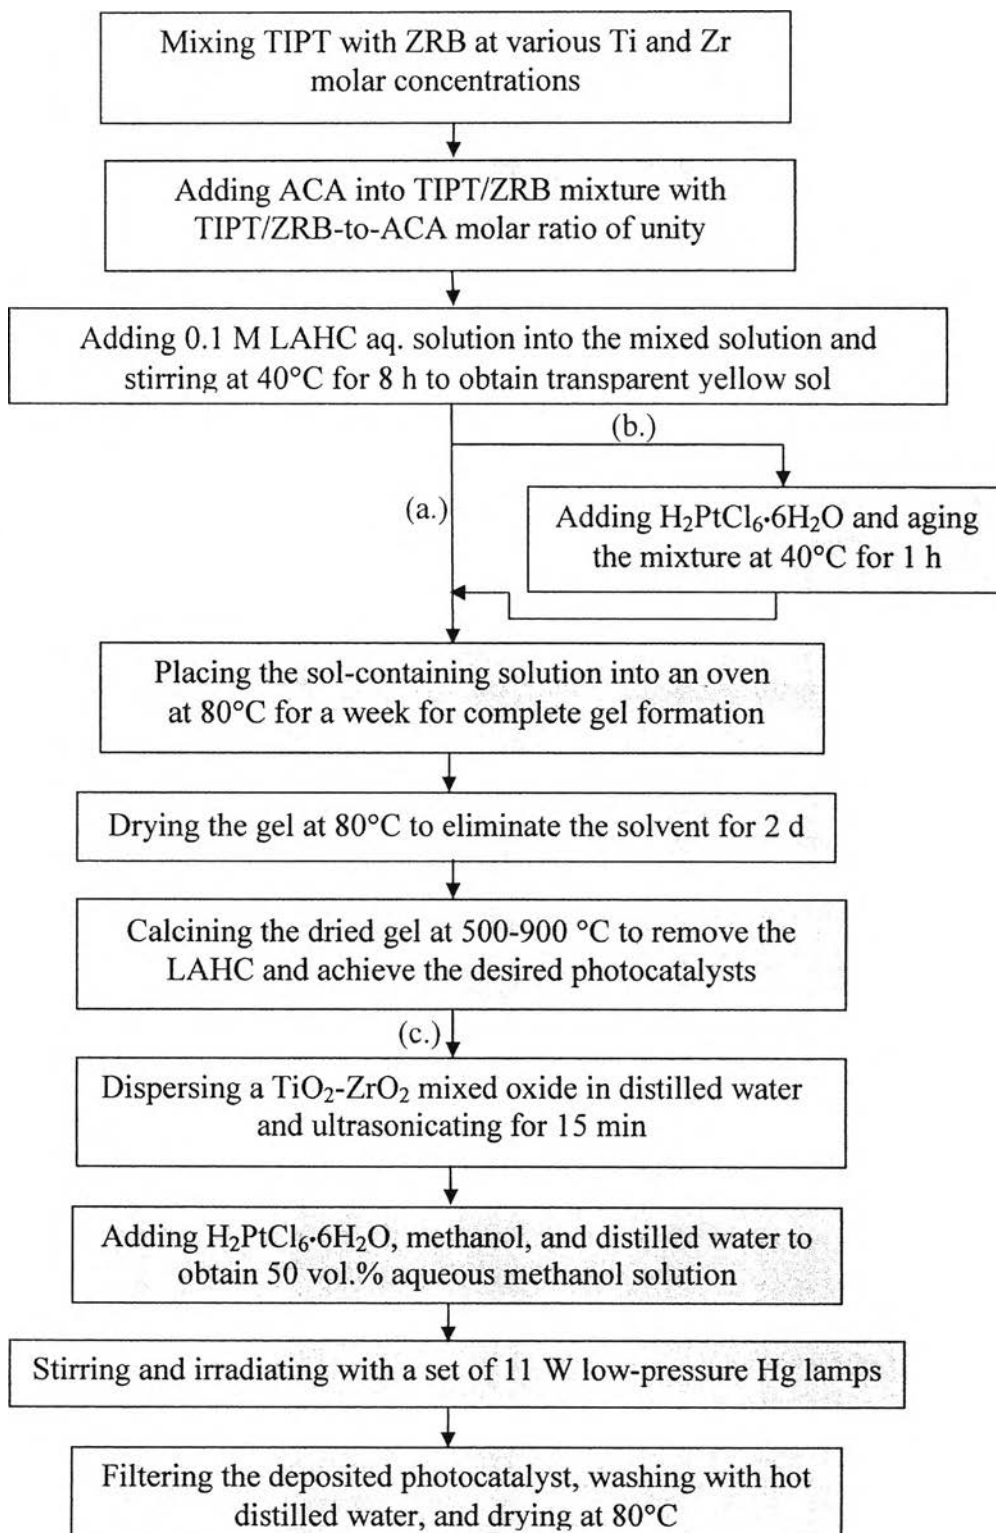 Mixing TIPT with ZRB at various Ti and Zr
molar concentrations
Adding ACA into TIPT/ZRB mixture with
TIPT/ZRB-to-ACA molar ratio of unity
Adding 0.1 M LAHC aq. solution into the mixed solution and
stirring at 40°C for 8 h to obtain transparent yellow sol
(b.)
(a.)
Adding H₂PtCl₆·6H₂O and aging
the mixture at 40°C for 1 h
Placing the sol-containing solution into an oven
at 80°C for a week for complete gel formation
Drying the gel at 80°C to eliminate the solvent for 2 d
Calcining the dried gel at 500-900 °C to remove the
LAHC and achieve the desired photocatalysts
(c.)
Dispersing a TiO₂-ZrO₂ mixed oxide in distilled water
and ultrasonicating for 15 min
Adding H₂PtCl₆·6H₂O, methanol, and distilled water to
obtain 50 vol.% aqueous methanol solution
Stirring and irradiating with a set of 11 W low-pressure Hg lamps
Filtering the deposited photocatalyst, washing with hot
distilled water, and drying at 80°C